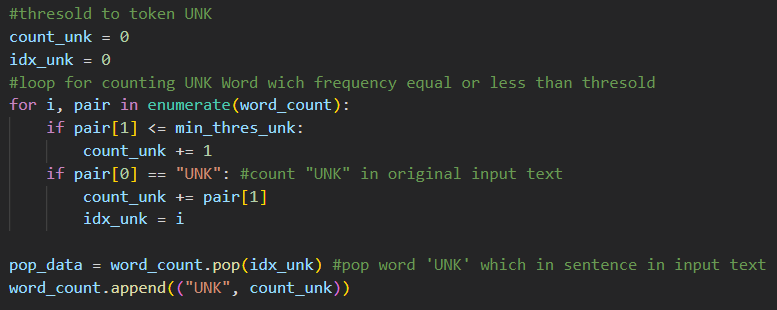 #thresold to token UNK
count_unk = 0
idx_unk = 0
#loop for counting UNK Word wich frequency equal or less than thresold
for i, pair in enumerate(word_count):
    if pair[1] <= min_thres_unk:
        count_unk += 1
    if pair[0] == "UNK": #count "UNK" in original input text
        count_unk += pair[1]
        idx_unk = i

pop_data = word_count.pop(idx_unk) #pop word 'UNK' which in sentence in input text
word_count.append(("UNK", count_unk))